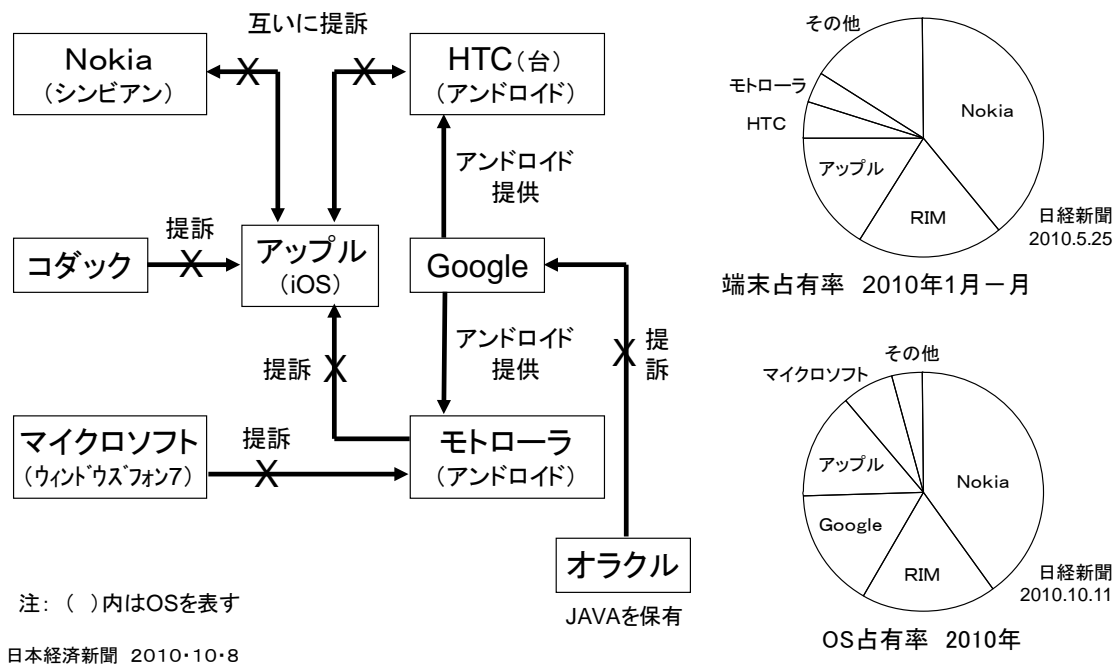 互いに提訴
Nokia
(シンビアン)
HTC(台)
(アンドロイド)
アンドロイド
提供
コダック
提訴
アップル
(iOS)
Google
提訴
アンドロイド
提供
提
訴
マイクロソフト
(ウィンドウズフォン7)
提訴
モトローラ
(アンドロイド)
オラクル
JAVAを保有
注: ( )内はOSを表す
日本経済新聞 2010・10・8
その他
モトローラ
HTC
アップル
RIM
Nokia
日経新聞
2010.5.25
端末占有率 2010年1月-月
その他
マイクロソフト
アップル
Google
RIM
Nokia
日経新聞
2010.10.11
OS占有率 2010年